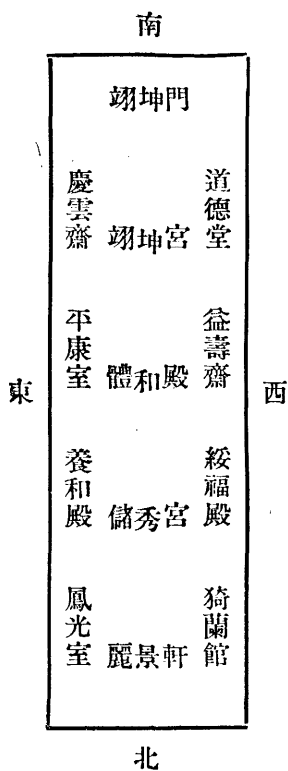 南
翊坤門
慶雲齋
翊坤宮
道德堂
平康室
體和殿
益壽齋
東
西
養和殿
儲秀宮
綏福殿
鳳光室
麗景軒
猗蘭館
北